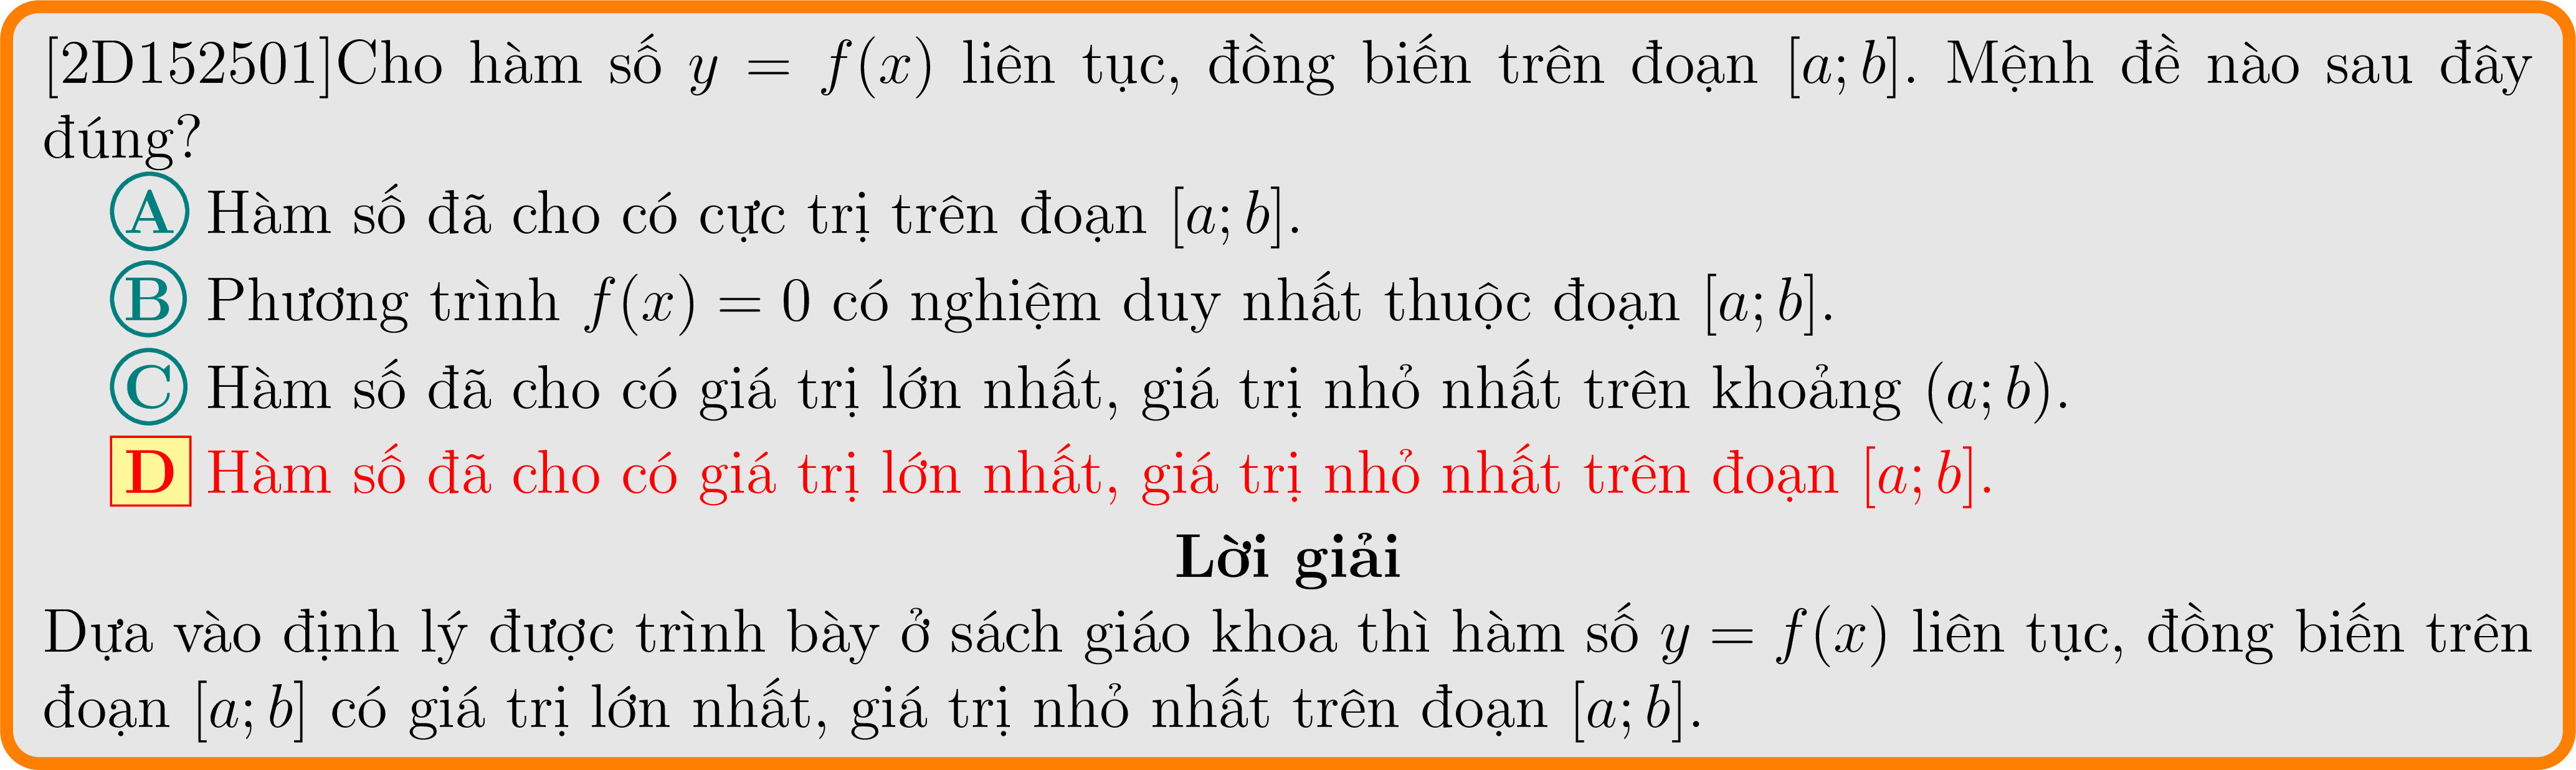 [2D152501]Cho hàm số y = f(x) liên tục, đồng biến trên đoạn [a; b]. Mệnh đề nào sau đây
đúng?
A Hàm số đã cho có cực trị trên đoạn [a; b].
B Phương trình f(x) = 0 có nghiệm duy nhất thuộc đoạn [a; b].
C Hàm số đã cho có giá trị lớn nhất, giá trị nhỏ nhất trên khoảng (a; b).
D Hàm số đã cho có giá trị lớn nhất, giá trị nhỏ nhất trên đoạn [a; b].
Lời giải
Dựa vào định lý được trình bày ở sách giáo khoa thì hàm số y = f(x) liên tục, đồng biến trên
đoạn [a; b] có giá trị lớn nhất, giá trị nhỏ nhất trên đoạn [a; b].